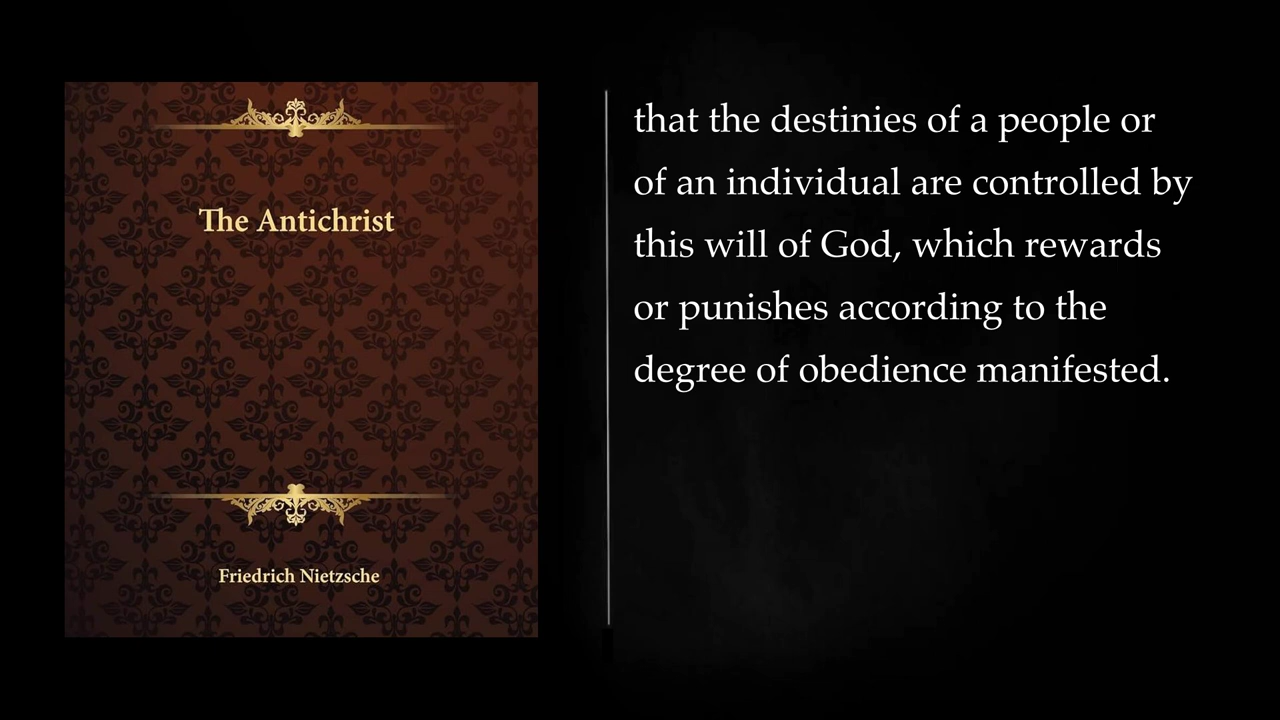 The Antichrist
Friedrich Nietzsche
that the destinies of a people or
of an individual are controlled by
this will of God, which rewards
or punishes according to the
degree of obedience manifested.